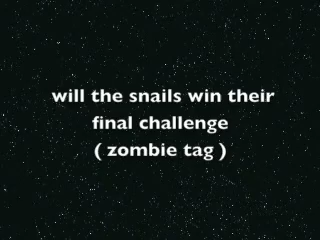 will the snails win their
final challenge
( zombie tag )